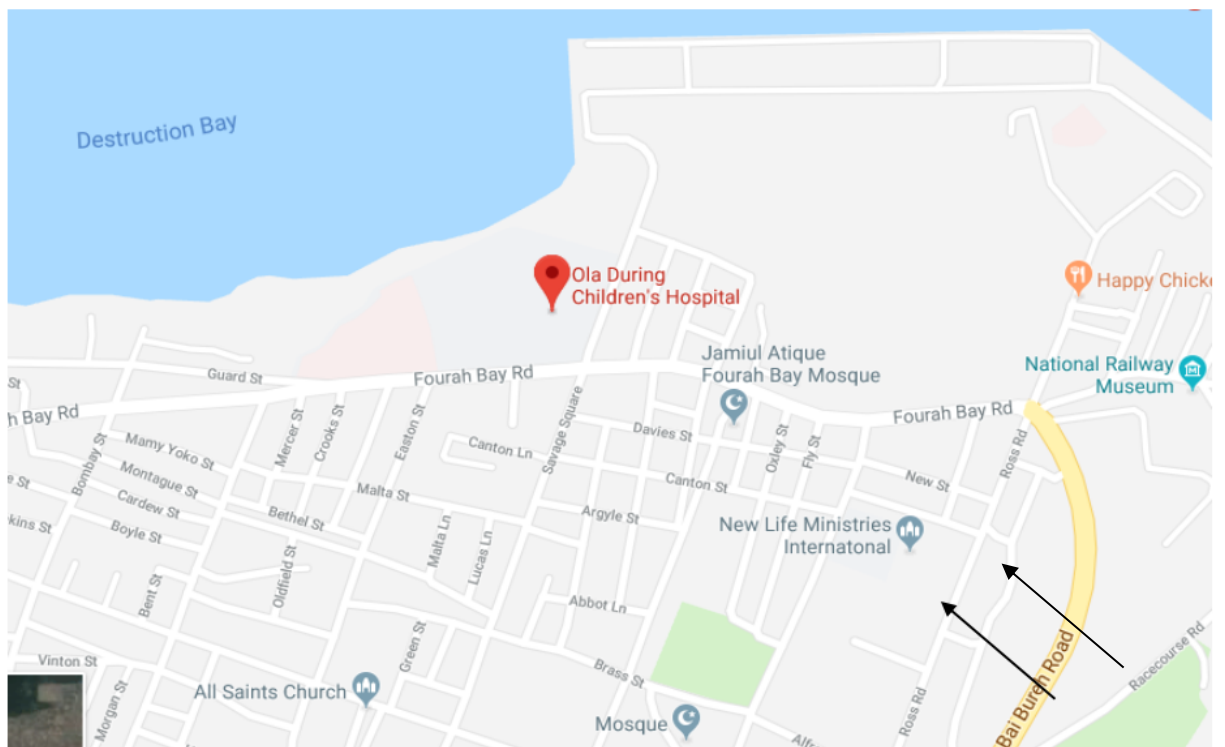 Destruction Bay
Ola During
Children's Hospital
Happy Chick
Jamiul Atique
Fourah Bay Mosque
National Railway
Museum
Guard St
Fourah Bay Rd
St
h Bay Rd
Fourah Bay Rd
Mercer St
Crooks St
Easton St
Savage Square
Davies St
Oxley St
Fly St
Ross Rd
Bombay St
Mamy Yoko St
Canton Ln
Canton St
New St
Montague St
Malta St
e St
Cardew St
Bethel St
Argyle St
New Life Ministries
Internatonal
kins St
Boyle St
Malta Ln
Lucas Ln
Oldfield St
Bent St
Abbot Ln
Green St
Bai Buren Road
Racecourse Rd
Vinton St
Brass St
All Saints Church
Morgan St
Ross Rd
Mosque
Alf